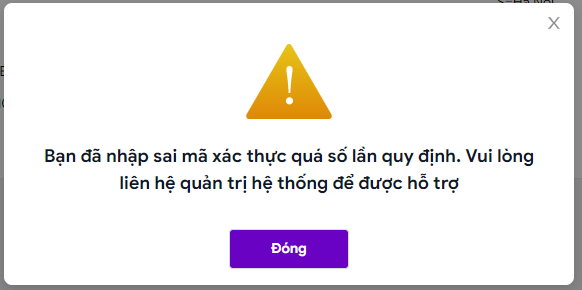 Bạn đã nhập sai mã xác thực quá số lần quy định. Vui lòng
liên hệ quản trị hệ thống để được hỗ trợ
Đóng